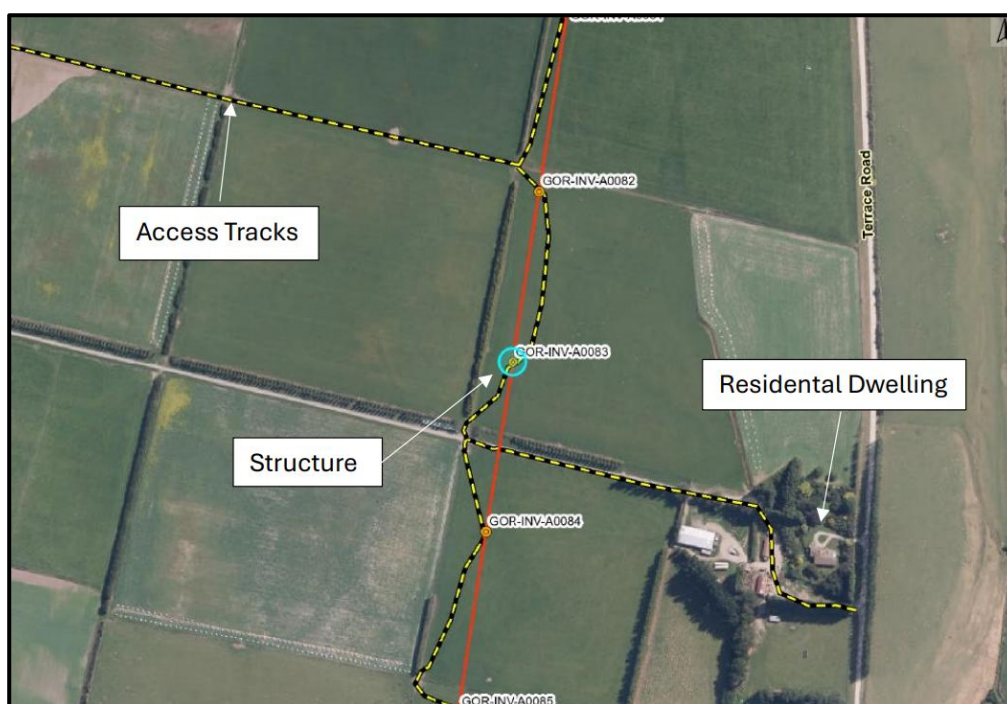 GOR-INV-A0082
Terrace Road
Access Tracks
GOR-INV-A0083
Residental Dwelling
Structure
GOR-INV-A0084
GOR-INV-A0085